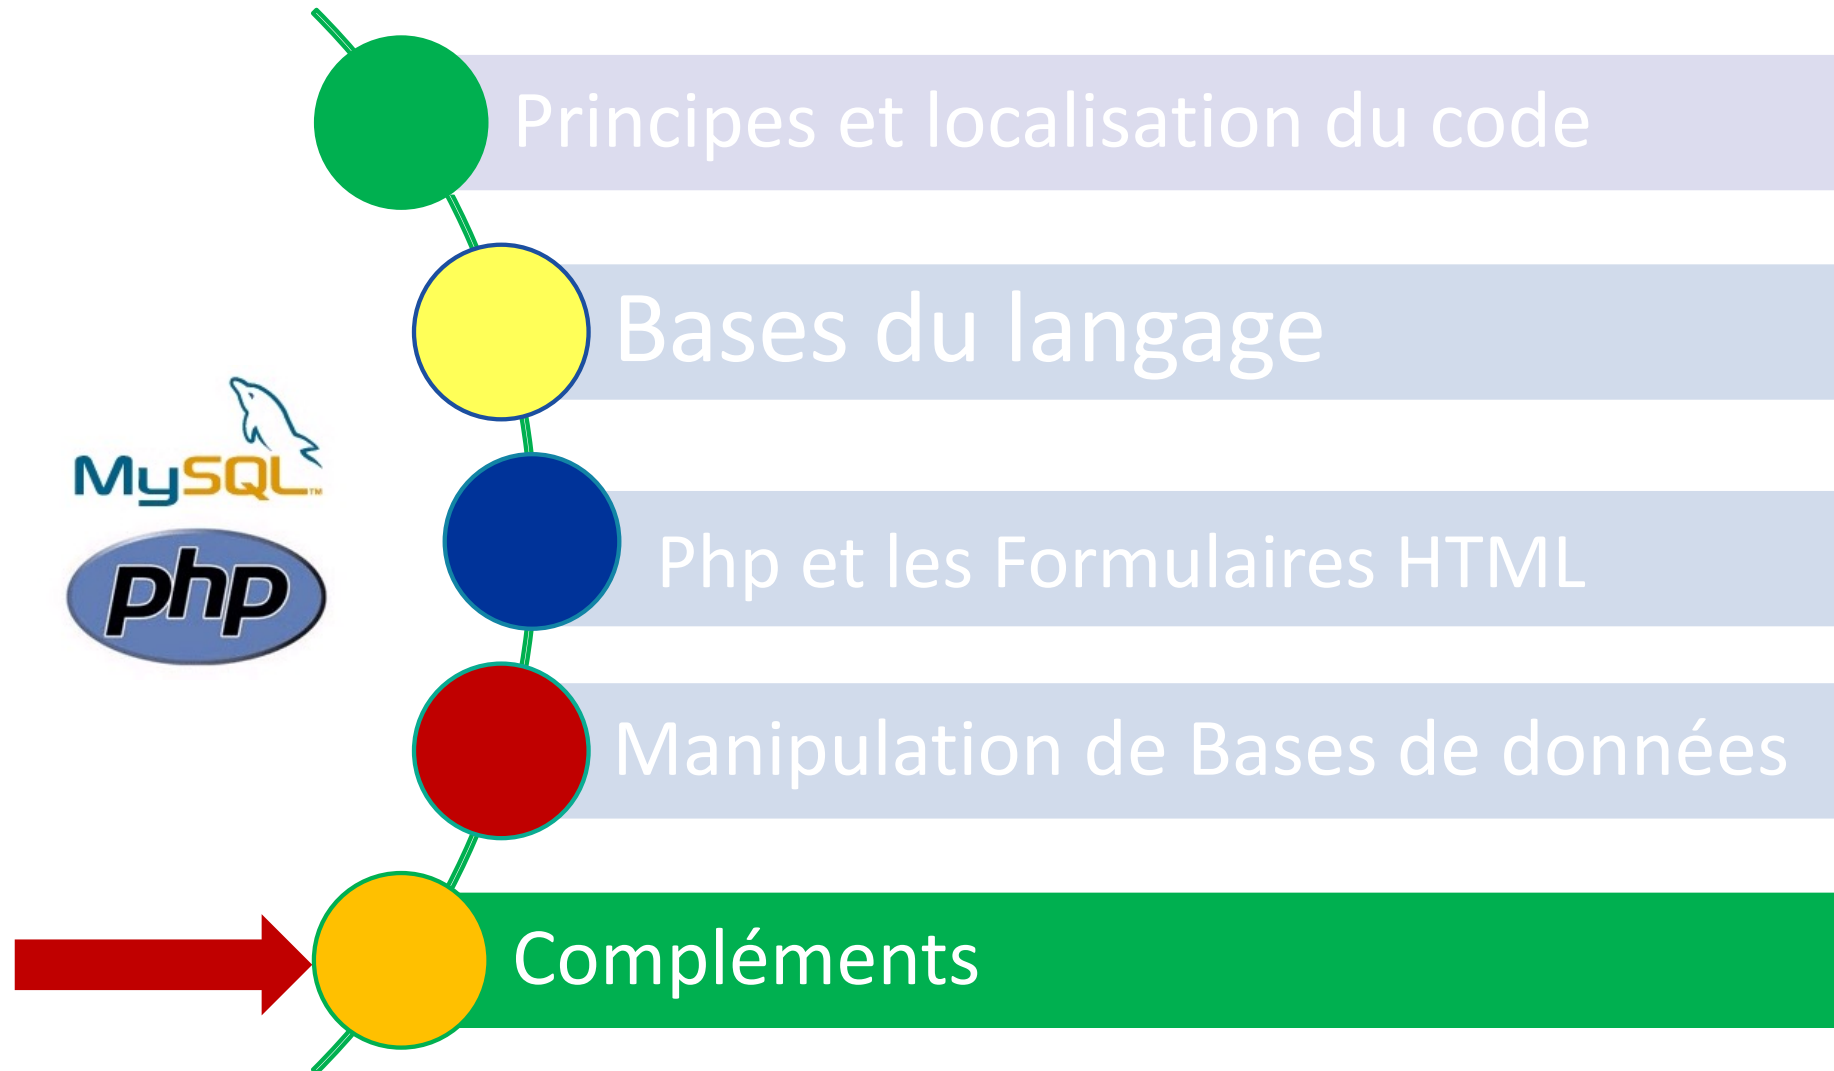 Principes et localisation du code
Bases du langage
MySQL™
php
Php et les Formulaires HTML
Manipulation de Bases de données
Compléments